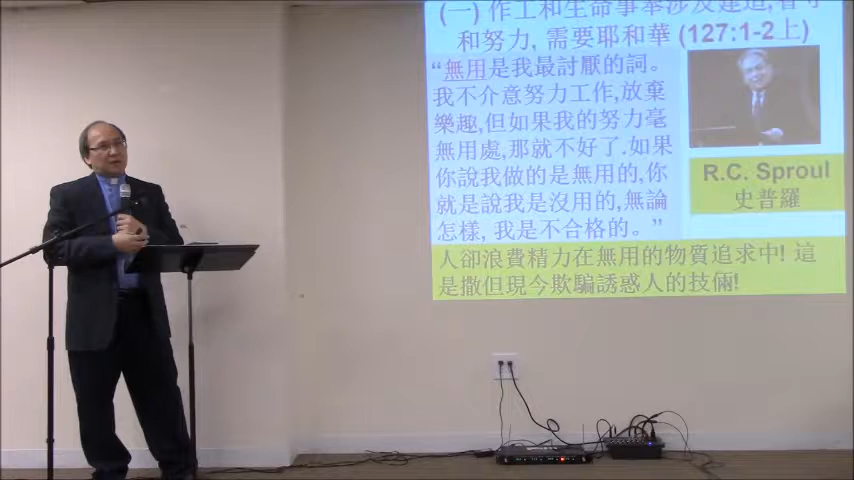 (一) 作工和生命事舉涉及建造,看守
和努力, 需要耶和華 (127:1-2上)
“無用是我最討厭的詞。
我不介意努力工作,放棄
樂趣,但如果我的努力毫
無用處,那就不好了.如果
你說我做的是無用的,你
就是說我是沒用的,無論
怎樣, 我是不合格的。”
R.C. Sproul
史普羅
人卻浪費精力在無用的物質追求中! 這
是撒但現今欺騙誘惑人的技倆!